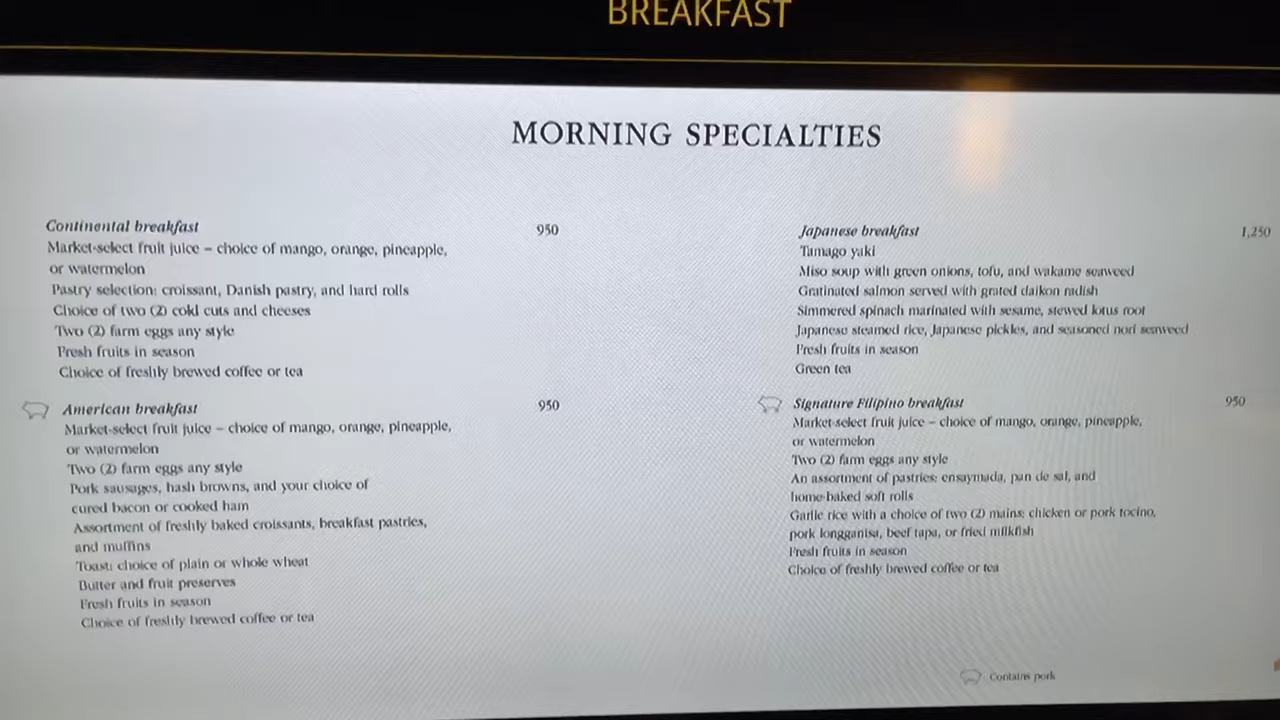 BREAKFAST
MORNING SPECIALTIES
Continental breakfast 950
Market-select fruit juice – choice of mango, orange, pineapple,
or watermelon
Pastry selection: croissant, Danish pastry, and hard rolls
Choice of two (2) cold cuts and cheeses
Two (2) farm eggs any style
Fresh fruits in season
Choice of freshly brewed coffee or tea
American breakfast 950
Market-select fruit juice – choice of mango, orange, pineapple,
or watermelon
Two (2) farm eggs any style
Pork sausages, hash browns, and your choice of
cured bacon or cooked ham
Assortment of freshly baked croissants, breakfast pastries,
and muffins
Toast: choice of plain or whole wheat
Butter and fruit preserves
Fresh fruits in season
Choice of freshly brewed coffee or tea
Japanese breakfast 1,250
Tamago yaki
Miso soup with green onions, tofu, and wakame seaweed
Gratinated salmon served with grated daikon radish
Simmered spinach marinated with sesame, stewed lotus root
Japanese steamed rice, Japanese pickles, and seasoned nori seaweed
Fresh fruits in season
Green tea
Signature Filipino breakfast 950
Market-select fruit juice – choice of mango, orange, pineapple,
or watermelon
Two (2) farm eggs any style
An assortment of pastries: ensaymada, pan de sal, and
home-baked soft rolls
Garlic rice with a choice of two (2) mains: chicken or pork tocino,
pork longganisa, beef tapa, or fried milkfish
Fresh fruits in season
Choice of freshly brewed coffee or tea
Contains pork